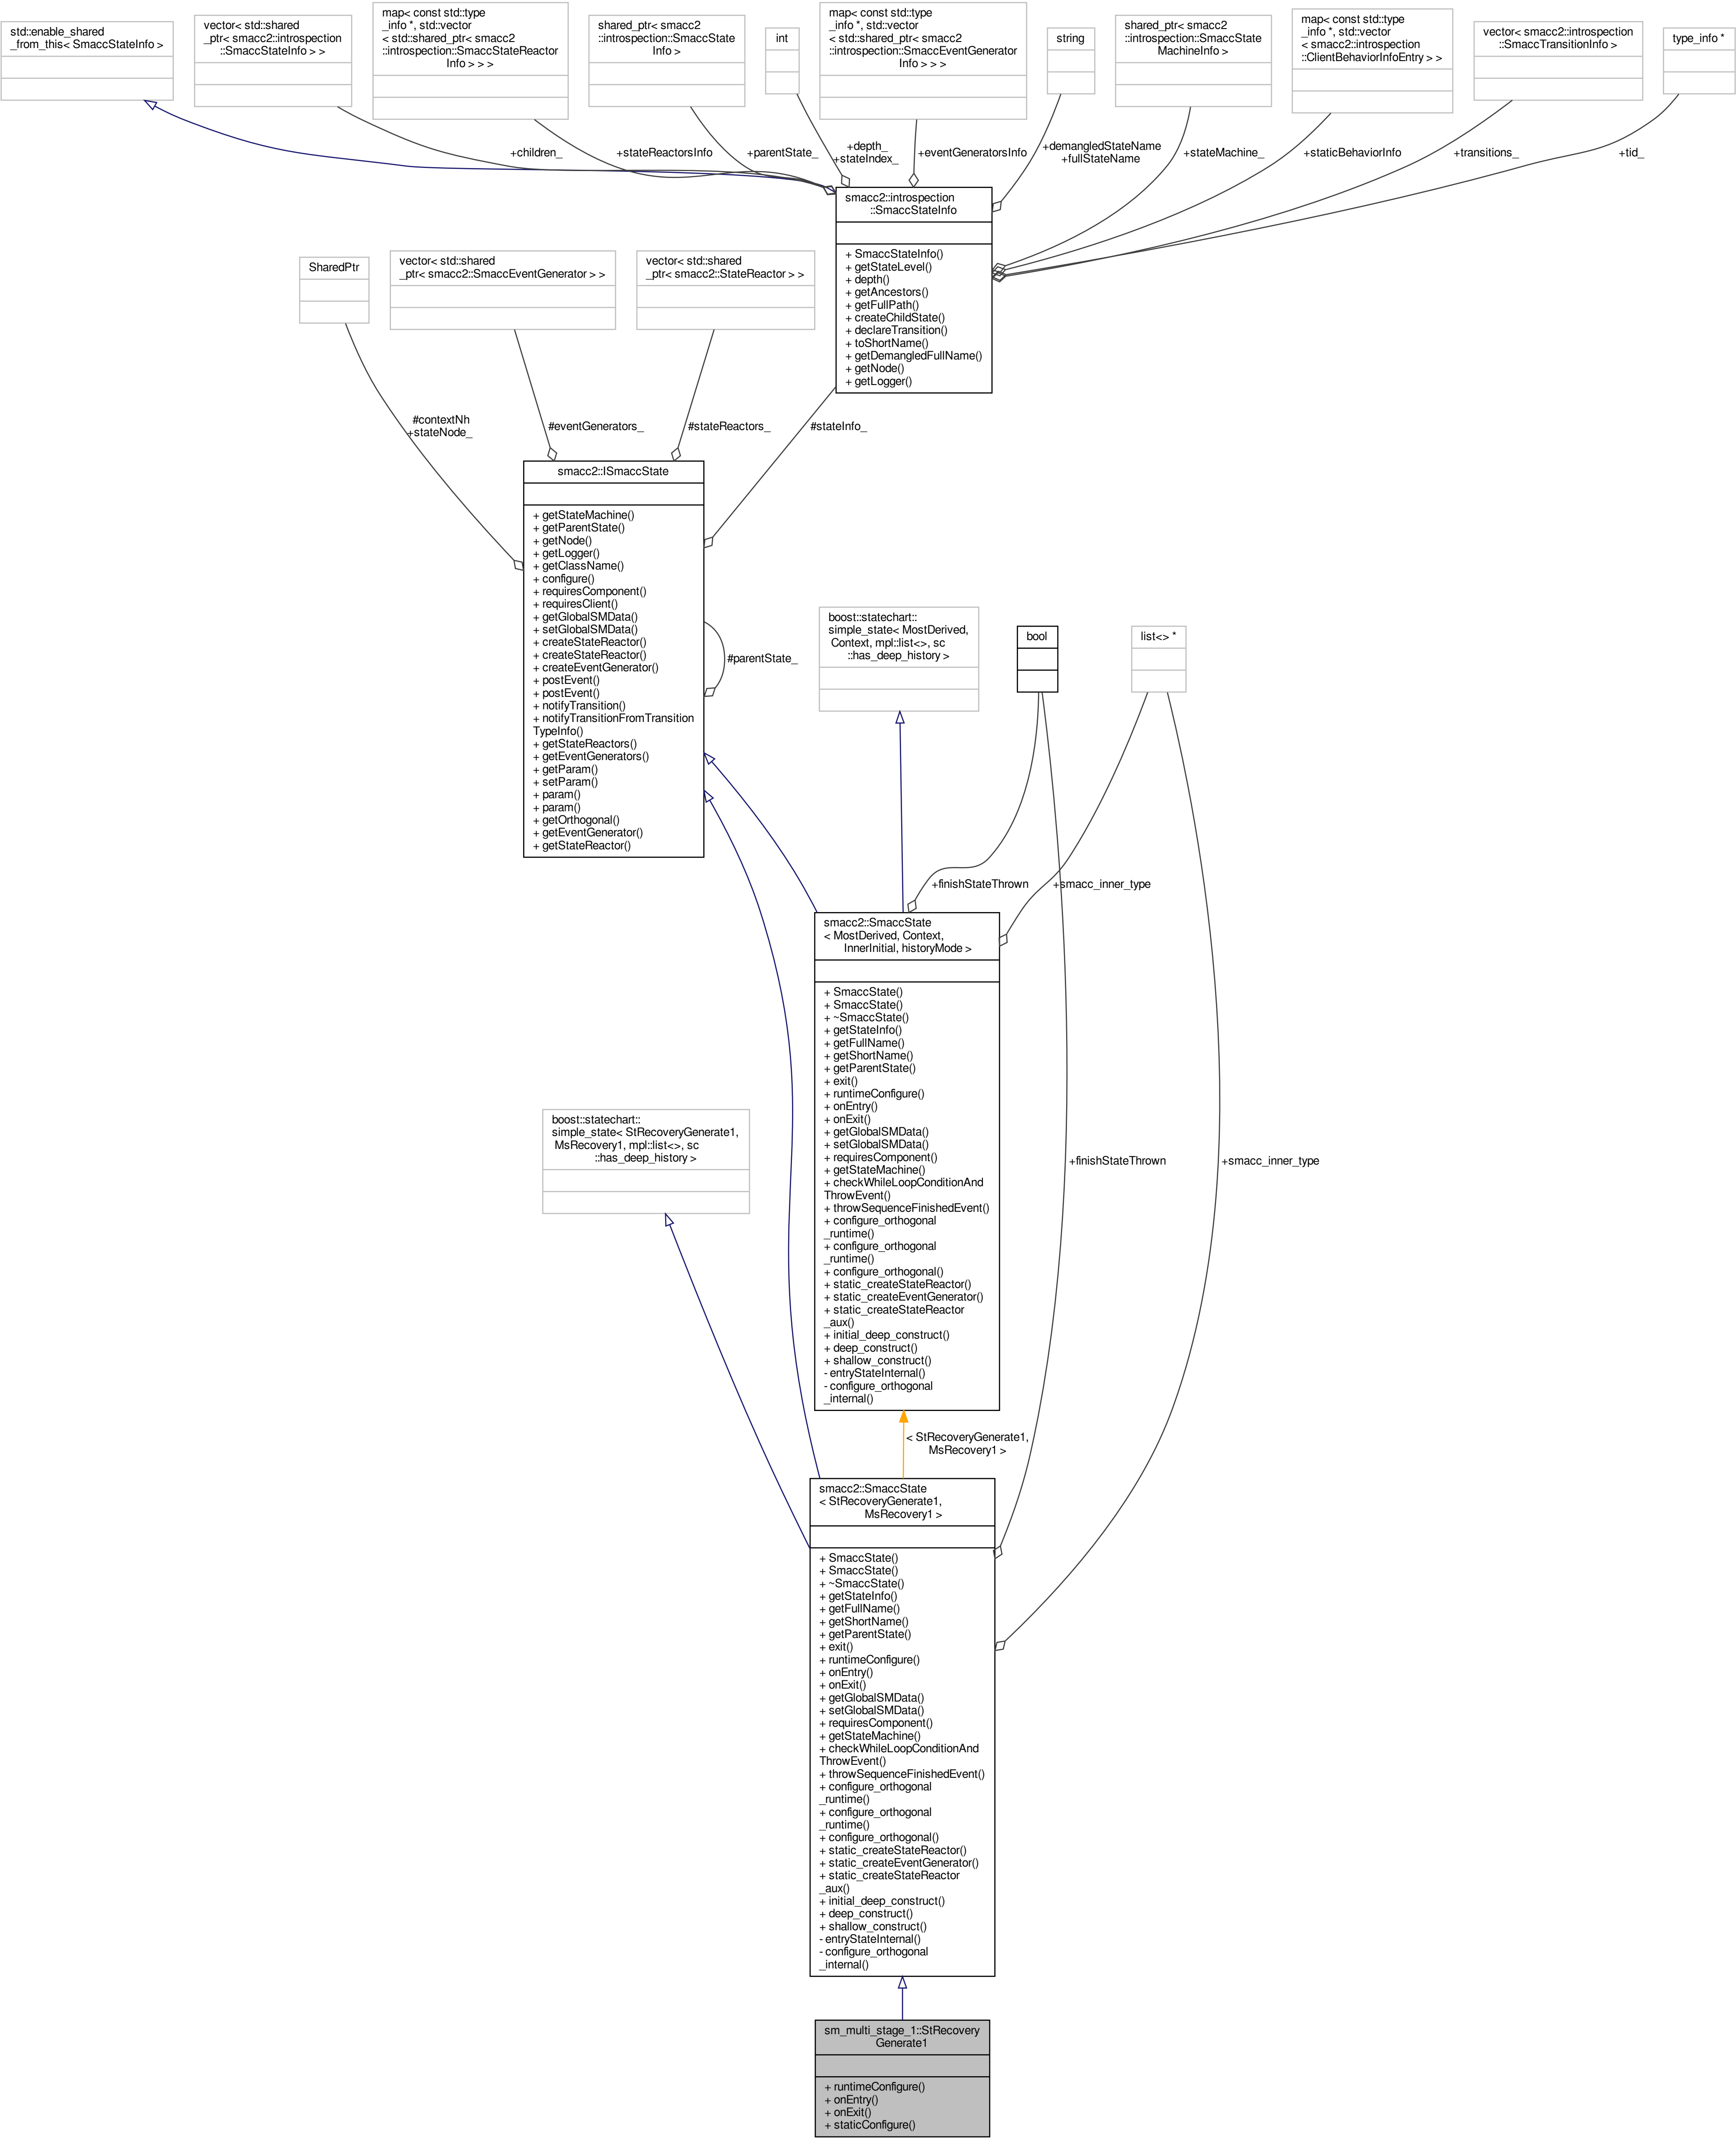 std::enable_shared
_from_this< SmaccStateInfo >
vector< std::shared
_ptr< smacc2::introspection
::SmaccStateInfo > >
map< const std::type
_info *, std::vector
< std::shared_ptr< smacc2
::introspection::SmaccStateReactor
Info > > >
shared_ptr< smacc2
::introspection::SmaccState
Info >
int
map< const std::type
_info *, std::vector
< std::shared_ptr< smacc2
::introspection::SmaccEventGenerator
Info > > >
string
shared_ptr< smacc2
::introspection::SmaccState
MachineInfo >
map< const std::type
_info *, std::vector
< smacc2::introspection
::ClientBehaviorInfoEntry > >
vector< smacc2::introspection
::SmaccTransitionInfo >
type_info *
+children_
+stateReactorsInfo
+parentState_
+depth_
+stateIndex_
+eventGeneratorsInfo
+demangledStateName
+fullStateName
+stateMachine_
+staticBehaviorInfo
+transitions_
+tid_
smacc2::introspection
::SmaccStateInfo
+ SmaccStateInfo()
+ getStateLevel()
+ depth()
+ getAncestors()
+ getFullPath()
+ createChildState()
+ declareTransition()
+ toShortName()
+ getDemangledFullName()
+ getNode()
+ getLogger()
SharedPtr
vector< std::shared
_ptr< smacc2::SmaccEventGenerator > >
vector< std::shared
_ptr< smacc2::StateReactor > >
#contextNh
+stateNode_
#eventGenerators_
#stateReactors_
#stateInfo_
smacc2::ISmaccState
+ getStateMachine()
+ getParentState()
+ getNode()
+ getLogger()
+ getClassName()
+ configure()
+ requiresComponent()
+ requiresClient()
+ getGlobalSMData()
+ setGlobalSMData()
+ createStateReactor()
+ createStateReactor()
+ createEventGenerator()
+ postEvent()
+ postEvent()
+ notifyTransition()
+ notifyTransitionFromTransition
TypeInfo()
+ getStateReactors()
+ getEventGenerators()
+ getParam()
+ setParam()
+ param()
+ param()
+ getOrthogonal()
+ getEventGenerator()
+ getStateReactor()
#parentState_
boost::statechart::
simple_state< MostDerived,
Context, mpl::list<>, sc
::has_deep_history >
bool
list<> *
+finishStateThrown
+smacc_inner_type
smacc2::SmaccState
< MostDerived, Context,
InnerInitial, historyMode >
+ SmaccState()
+ SmaccState()
+ ~SmaccState()
+ getStateInfo()
+ getFullName()
+ getShortName()
+ getParentState()
+ exit()
+ runtimeConfigure()
+ onEntry()
+ onExit()
+ getGlobalSMData()
+ setGlobalSMData()
+ requiresComponent()
+ getStateMachine()
+ checkWhileLoopConditionAnd
ThrowEvent()
+ throwSequenceFinishedEvent()
+ configure_orthogonal
_runtime()
+ configure_orthogonal
_runtime()
+ configure_orthogonal()
+ static_createStateReactor()
+ static_createEventGenerator()
+ static_createStateReactor
_aux()
+ initial_deep_construct()
+ deep_construct()
+ shallow_construct()
- entryStateInternal()
- configure_orthogonal
_internal()
boost::statechart::
simple_state< StRecoveryGenerate1,
MsRecovery1, mpl::list<>, sc
::has_deep_history >
+finishStateThrown
+smacc_inner_type
< StRecoveryGenerate1,
MsRecovery1 >
smacc2::SmaccState
< StRecoveryGenerate1,
MsRecovery1 >
+ SmaccState()
+ SmaccState()
+ ~SmaccState()
+ getStateInfo()
+ getFullName()
+ getShortName()
+ getParentState()
+ exit()
+ runtimeConfigure()
+ onEntry()
+ onExit()
+ getGlobalSMData()
+ setGlobalSMData()
+ requiresComponent()
+ getStateMachine()
+ checkWhileLoopConditionAnd
ThrowEvent()
+ throwSequenceFinishedEvent()
+ configure_orthogonal
_runtime()
+ configure_orthogonal
_runtime()
+ configure_orthogonal()
+ static_createStateReactor()
+ static_createEventGenerator()
+ static_createStateReactor
_aux()
+ initial_deep_construct()
+ deep_construct()
+ shallow_construct()
- entryStateInternal()
- configure_orthogonal
_internal()
sm_multi_stage_1::StRecovery
Generate1
+ runtimeConfigure()
+ onEntry()
+ onExit()
+ staticConfigure()